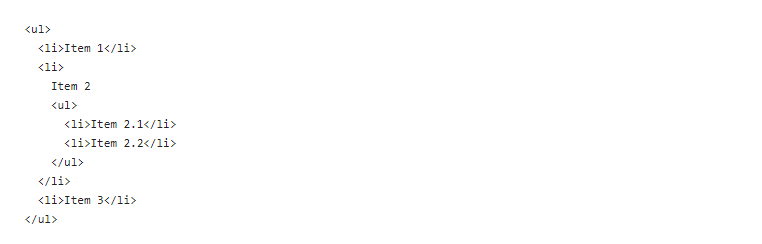 <ul>
  <li>Item 1</li>
  <li>
    Item 2
    <ul>
      <li>Item 2.1</li>
      <li>Item 2.2</li>
    </ul>
  </li>
  <li>Item 3</li>
</ul>